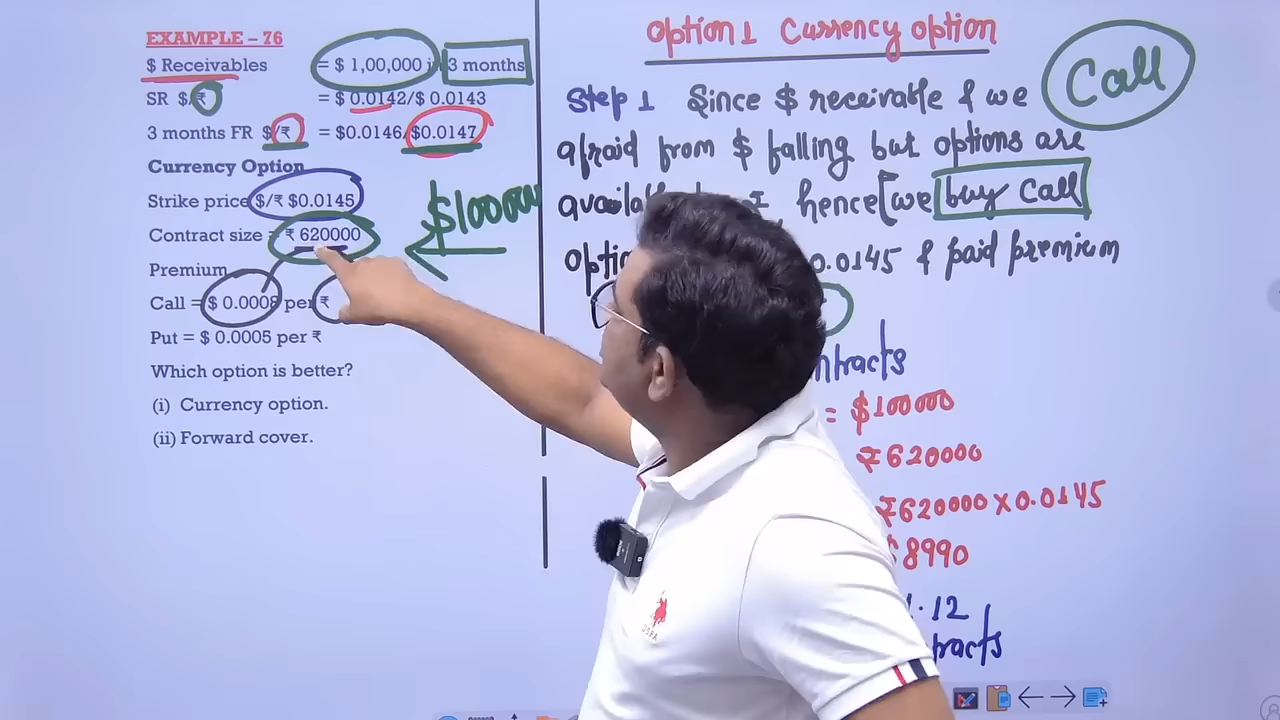 EXAMPLE – 76
$ Receivables = $ 1,00,000 i 3 months
SR $/₹ = $ 0.0142/$ 0.0143
3 months FR $/₹ = $0.0146/$0.0147
Currency Option
Strike price $/₹ $0.0145
Contract size = ₹ 620000
Premium
Call = $ 0.0008 per ₹
Put = $ 0.0005 per ₹
Which option is better?
(i) Currency option.
(ii) Forward cover.
$100000
Option 1 Currency option
Call
Step 1 Since $ receivable & we
afraid from $ falling but options are
hence we buy Call
0.0145 & paid premium
= $100000
₹620000
₹620000 x 0.0145
$8990
.12
USPA